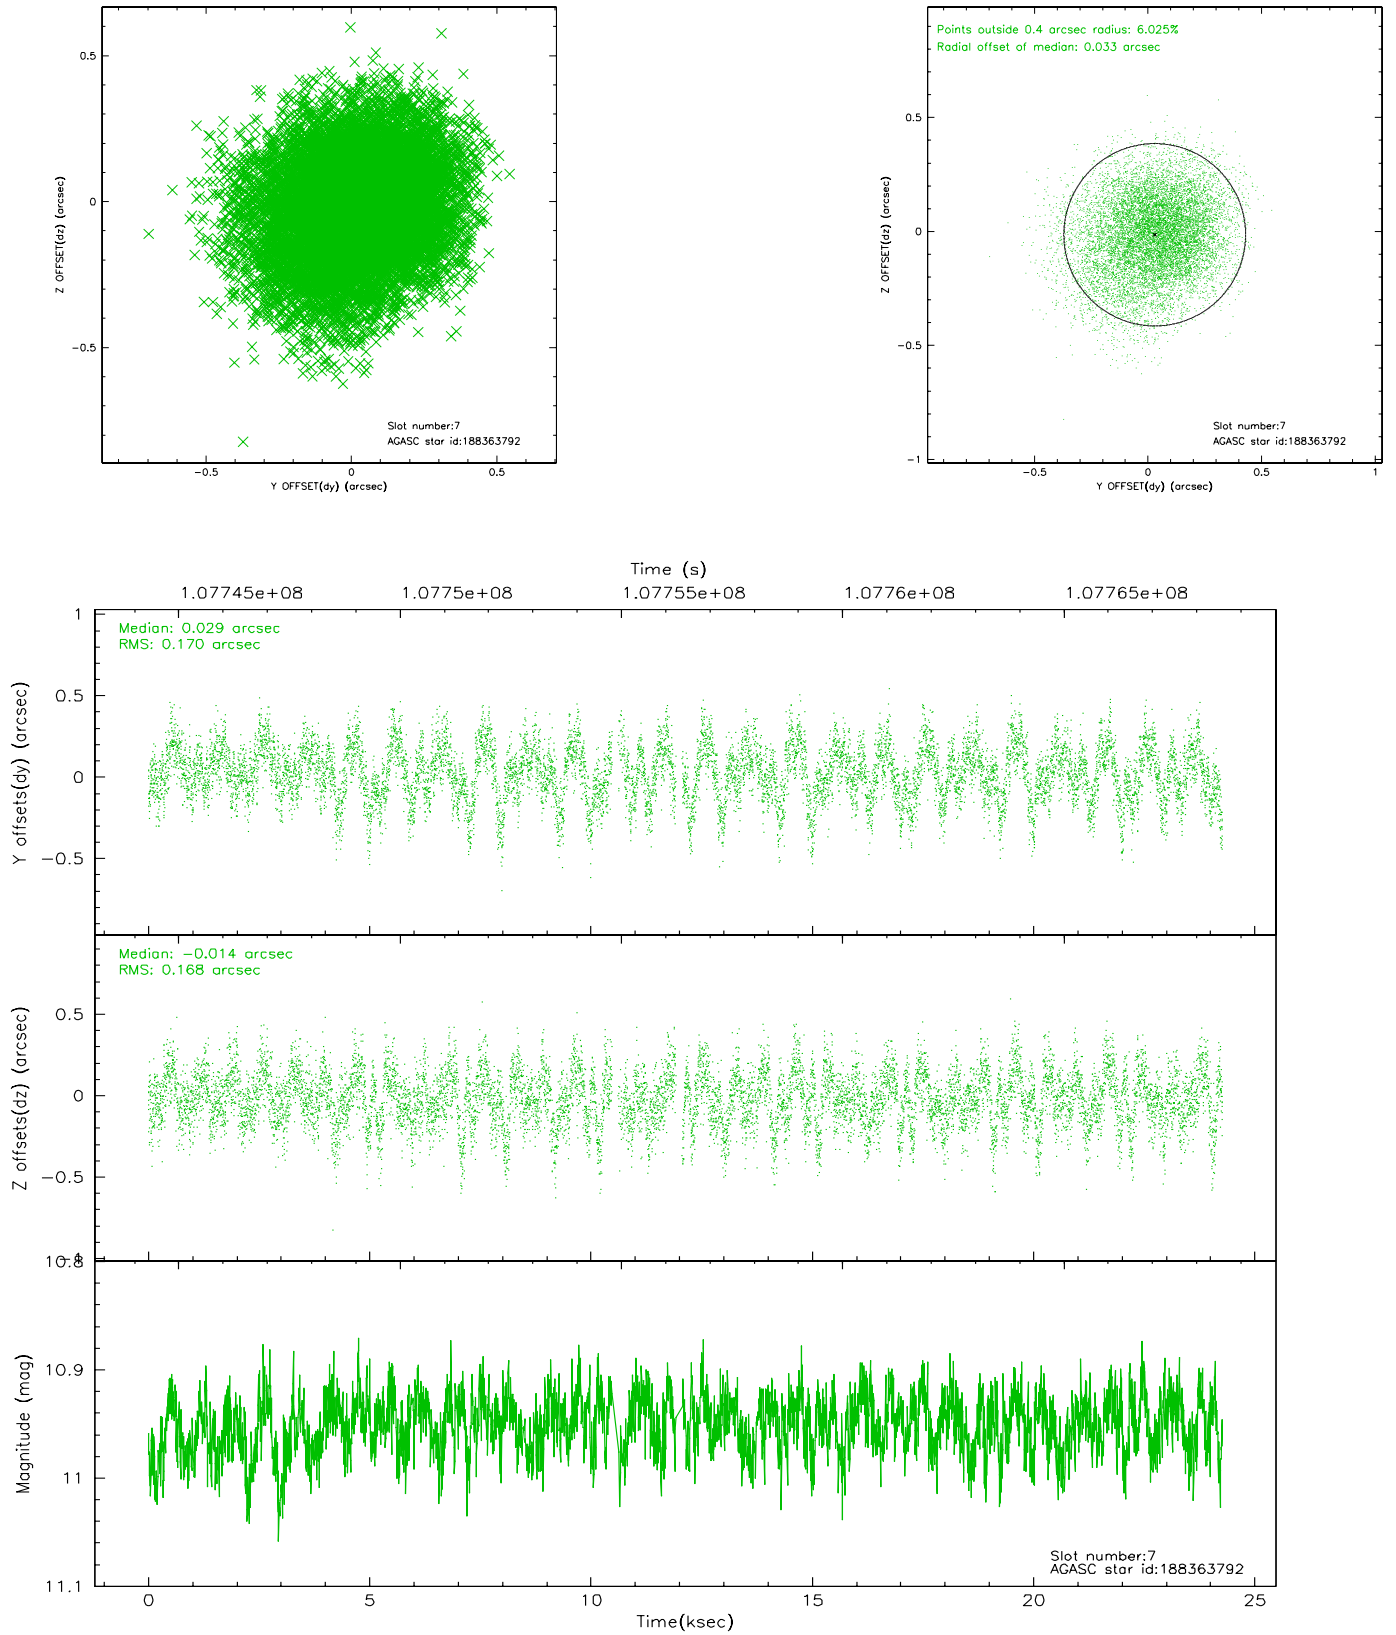 0.5
0
-0.5
Z OFFSET(dz) (arcsec)
Slot number:7
AGASC star id:188363792
-0.5
0
0.5
Y OFFSET(dy) (arcsec)
Points outside 0.4 arcsec radius: 6.025%
Radial offset of median: 0.033 arcsec
0.5
0
-0.5
-1
Z OFFSET(dz) (arcsec)
Slot number:7
AGASC star id:188363792
-0.5
0
0.5
1
Y OFFSET(dy) (arcsec)
Time (s)
1.07745e+08
1.0775e+08
1.07755e+08
1.0776e+08
1.07765e+08
Median: 0.029 arcsec
RMS: 0.170 arcsec
1
0.5
0
-0.5
Y offsets(dy) (arcsec)
Median: -0.014 arcsec
RMS: 0.168 arcsec
0.5
0
-0.5
-1
Z offsets(dz) (arcsec)
10.8
10.9
11
11.1
Magnitude (mag)
Slot number:7
AGASC star id:188363792
0
5
10
15
20
25
Time(ksec)